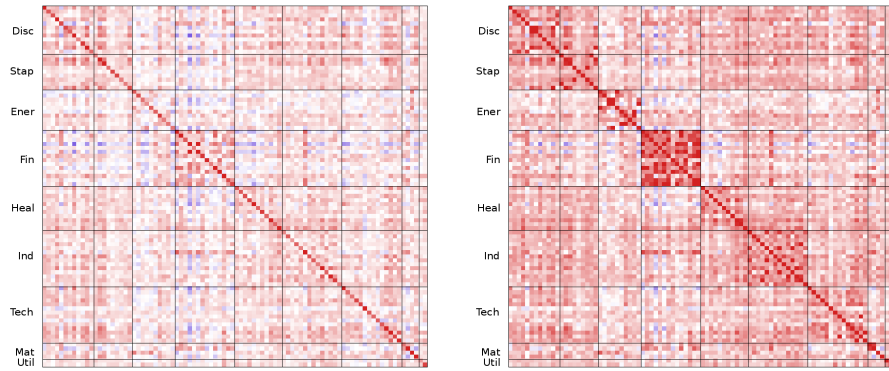 Disc
Stap
Ener
Fin
Heal
Ind
Tech
Mat
Util
Disc
Stap
Ener
Fin
Heal
Ind
Tech
Mat
Util